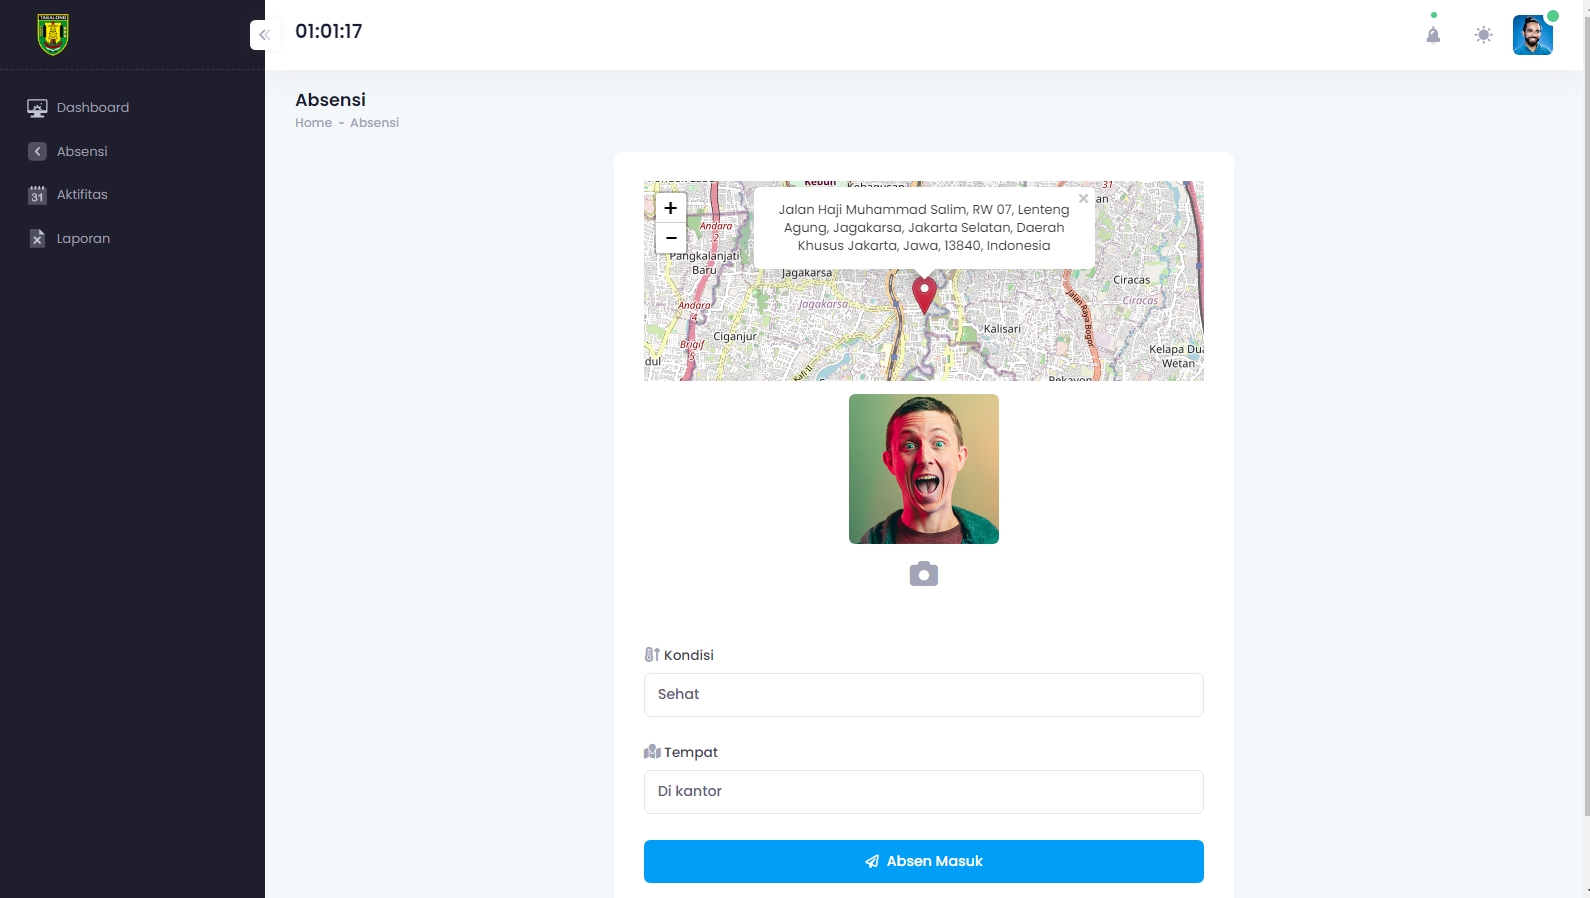 TABALONG
01:01:17
Dashboard
Absensi
Aktifitas
31
Laporan
Absensi
Home - Absensi
+
−
×
Jalan Haji Muhammad Salim, RW 07, Lenteng
Agung, Jagakarsa, Jakarta Selatan, Daerah
Khusus Jakarta, Jawa, 13840, Indonesia
Kebun
31
an
Andara
2
Pangkalanjati
Baru
Jagakarsa
Ciracas
Jagakarsa
Ciracas
Andara
4
Jalan Raya Bogor
Kalisari
Ciganjur
Brigif
5
Kelapa Dua
Wetan
dul
Kafi II
Pekayon
Kondisi
Sehat
Tempat
Di kantor
Absen Masuk